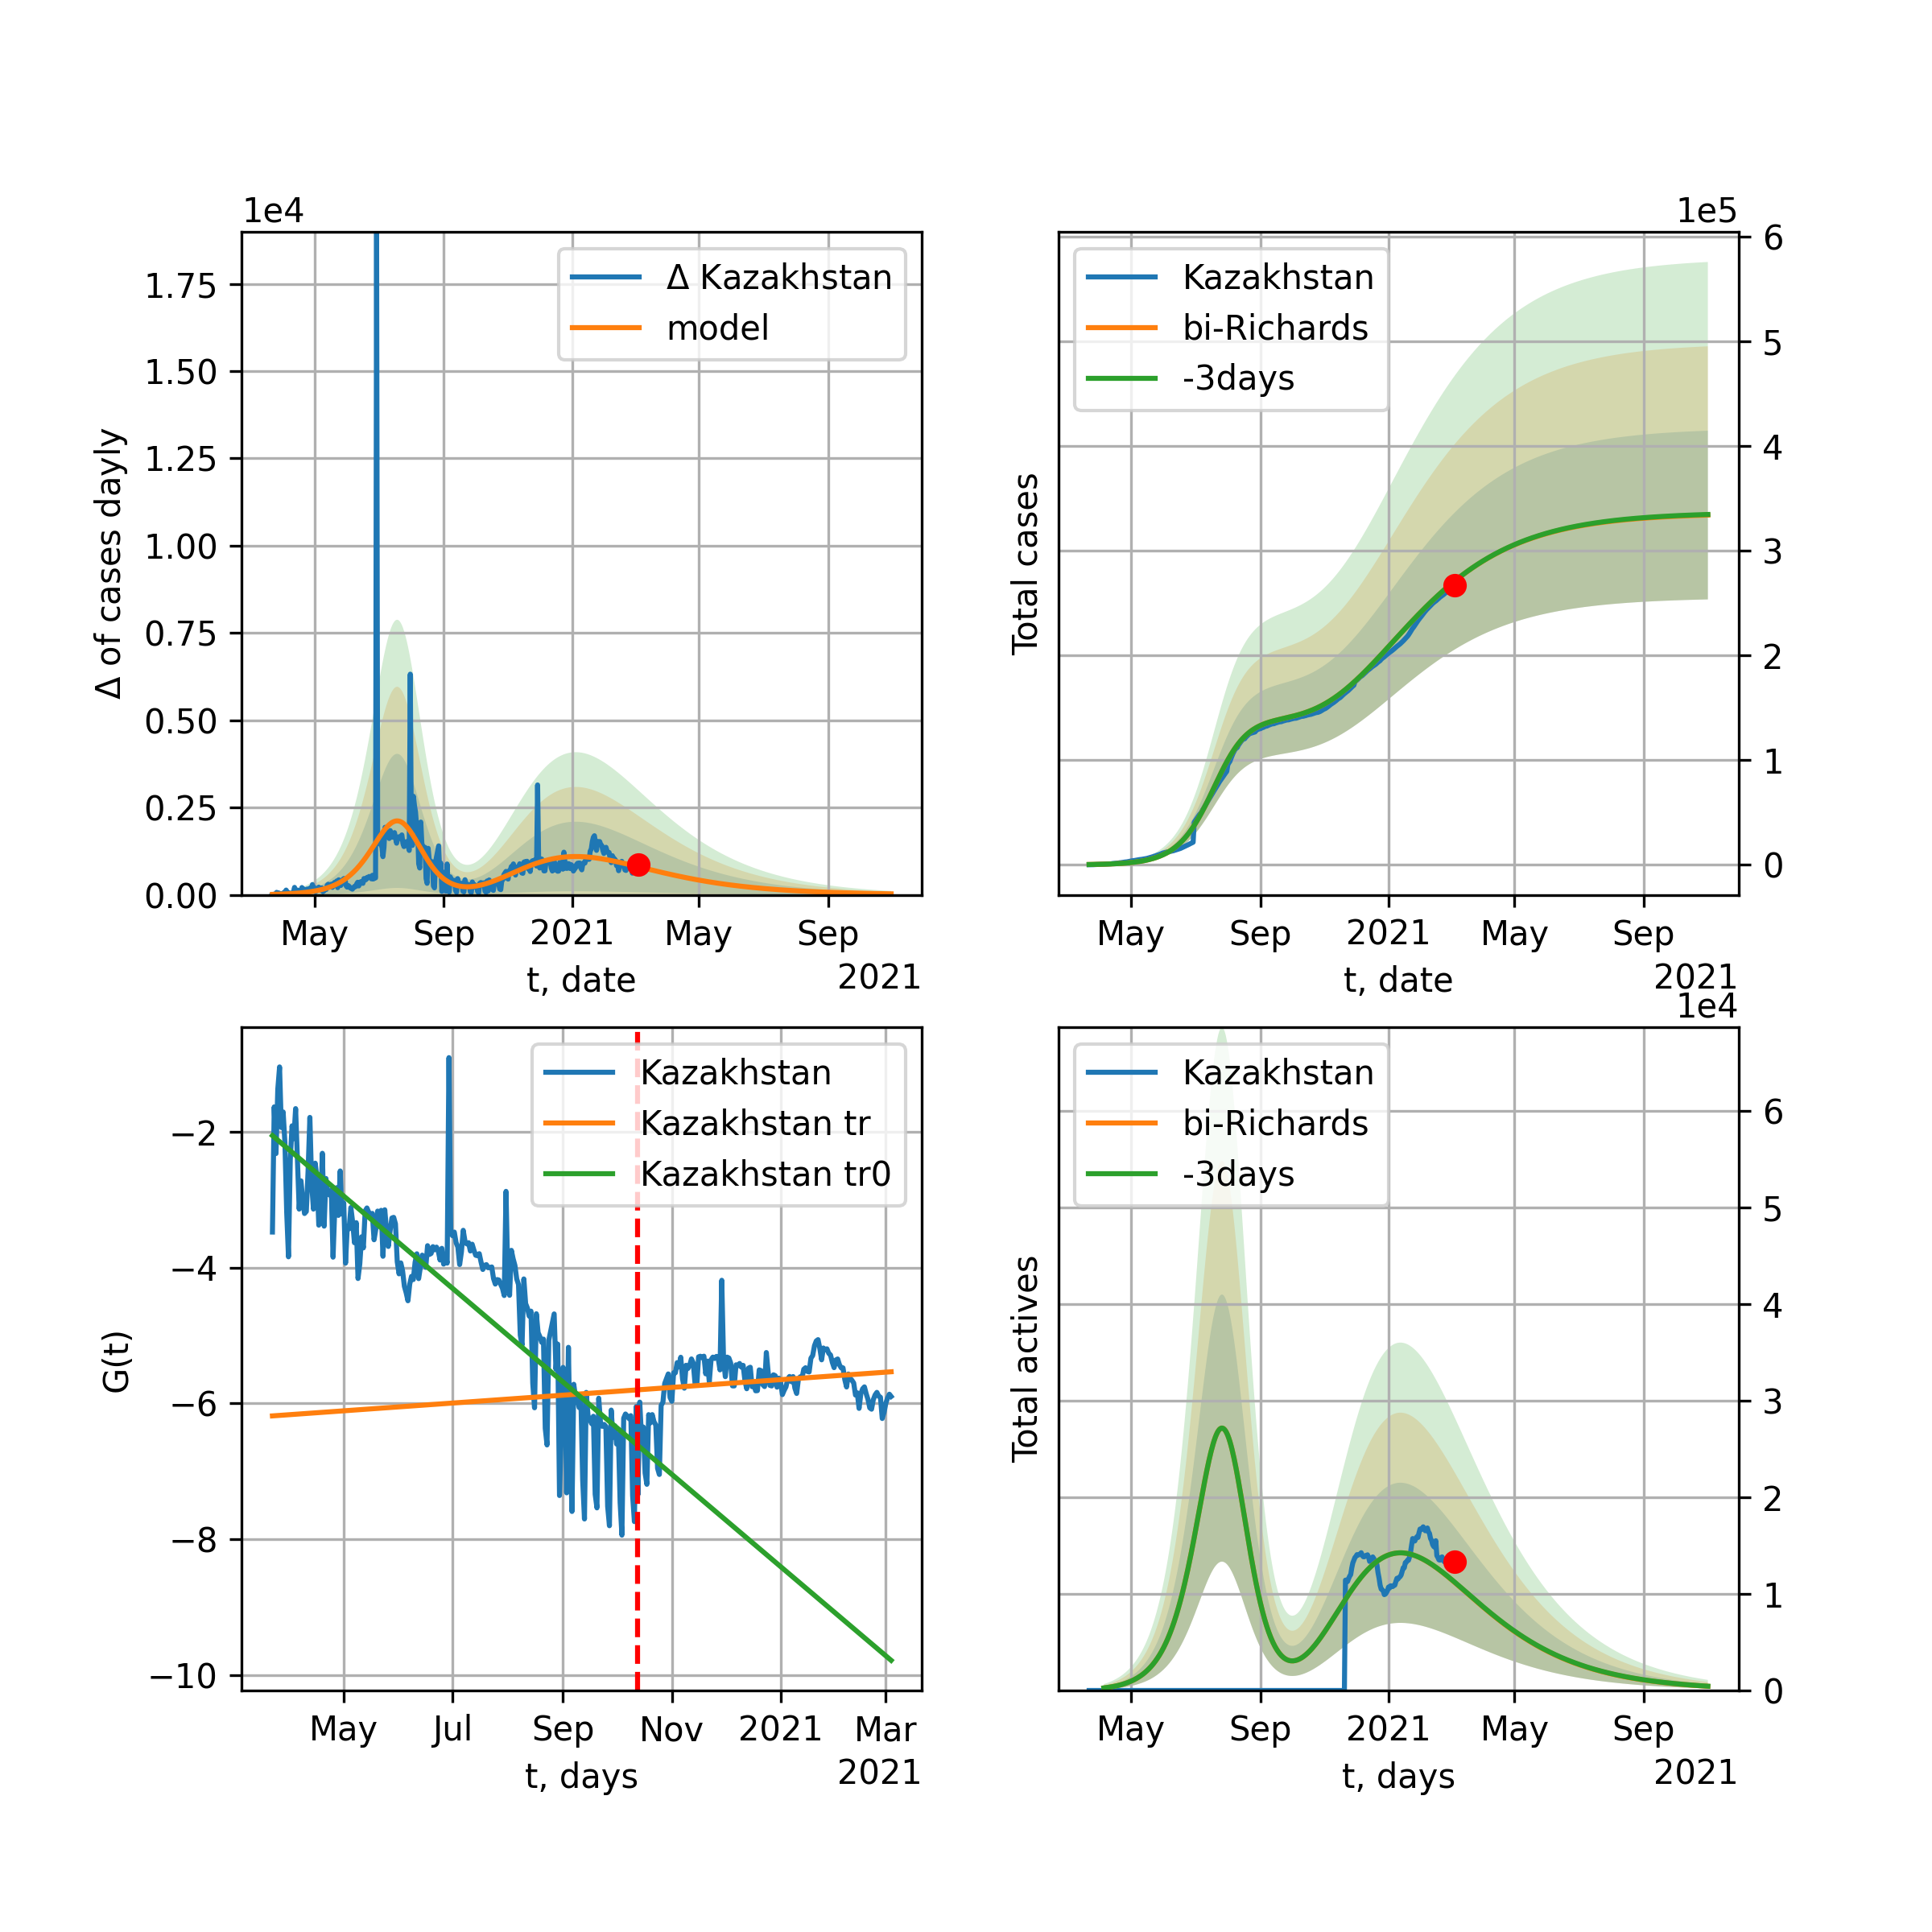 1e4
Δ of cases dayly
1.75
1.50
1.25
1.00
0.75
0.50
0.25
0.00
Δ Kazakhstan
model
May Sep 2021 May Sep
t, date
2021
1e5
Total cases
Kazakhstan
bi-Richards
-3days
6
5
4
3
2
1
0
May Sep 2021 May Sep
t, date
2021
G(t)
−2
−4
−6
−8
−10
Kazakhstan
Kazakhstan tr
Kazakhstan tr0
May Jul Sep Nov 2021 Mar
t, days
2021
1e4
Total actives
Kazakhstan
bi-Richards
-3days
6
5
4
3
2
1
0
May Sep 2021 May Sep
t, days
2021